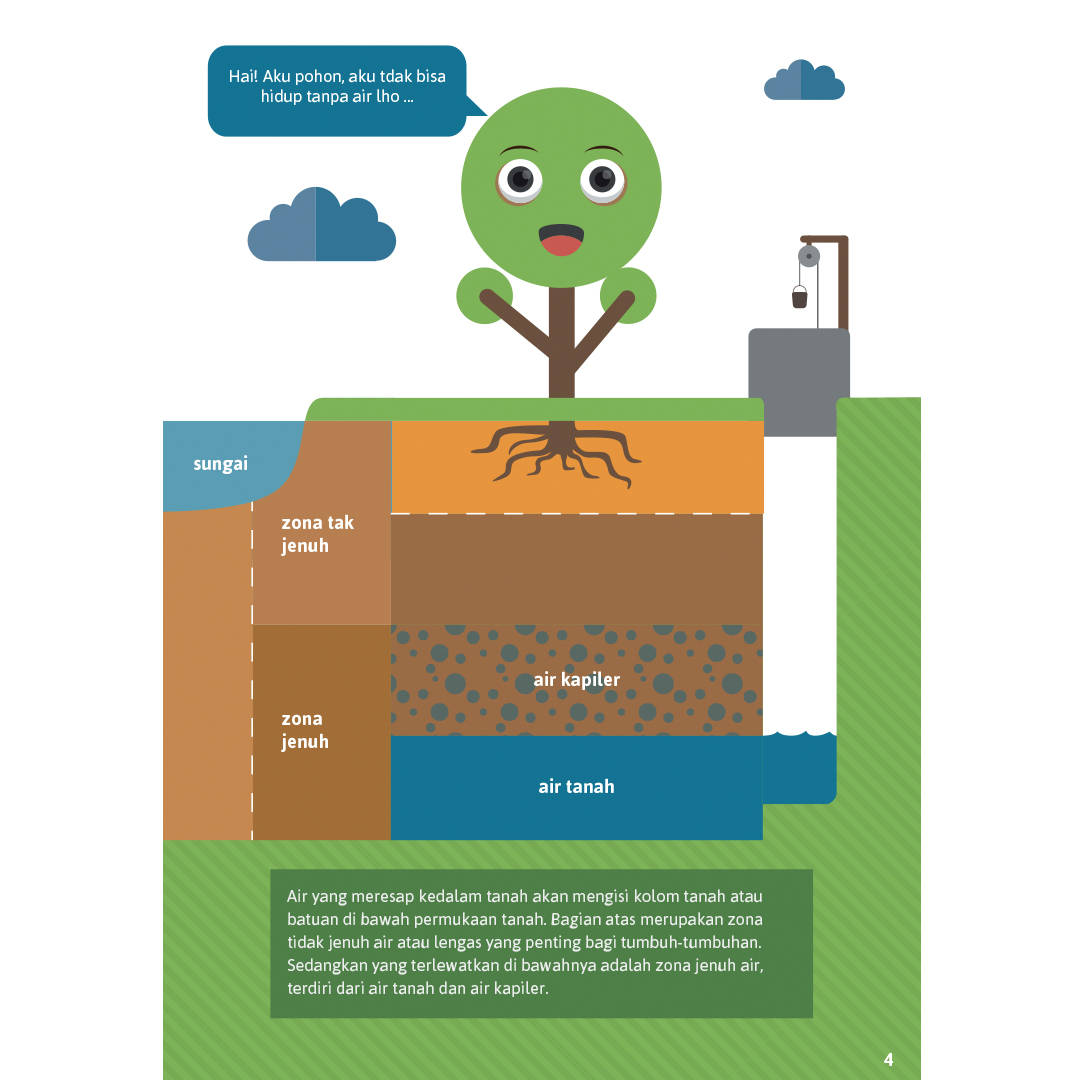 Hai! Aku pohon, aku tdak bisa
hidup tanpa air lho ...
sungai
zona tak
jenuh
air kapiler
zona
jenuh
air tanah
Air yang meresap kedalam tanah akan mengisi kolom tanah atau
batuan di bawah permukaan tanah. Bagian atas merupakan zona
tidak jenuh air atau lengas yang penting bagi tumbuh-tumbuhan.
Sedangkan yang terlewatkan di bawahnya adalah zona jenuh air,
terdiri dari air tanah dan air kapiler.
4